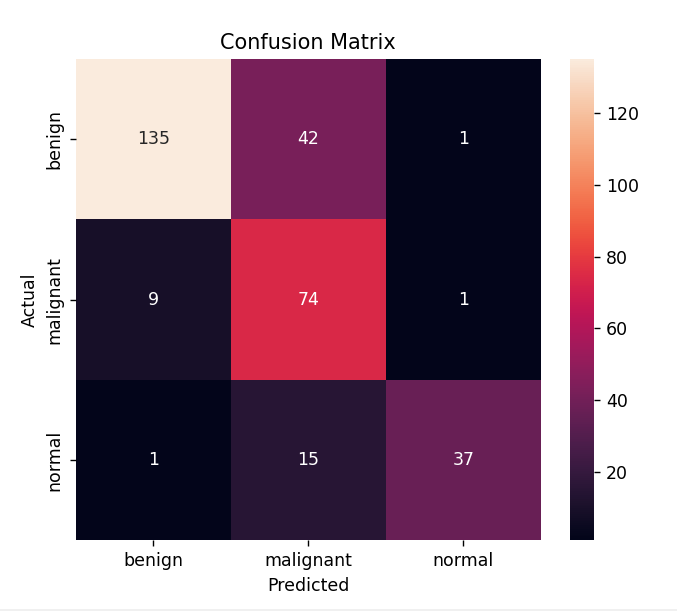 Confusion Matrix
Actual
benign
135 42 1
malignant
9 74 1
normal
1 15 37
benign malignant normal
Predicted
120
100
80
60
40
20